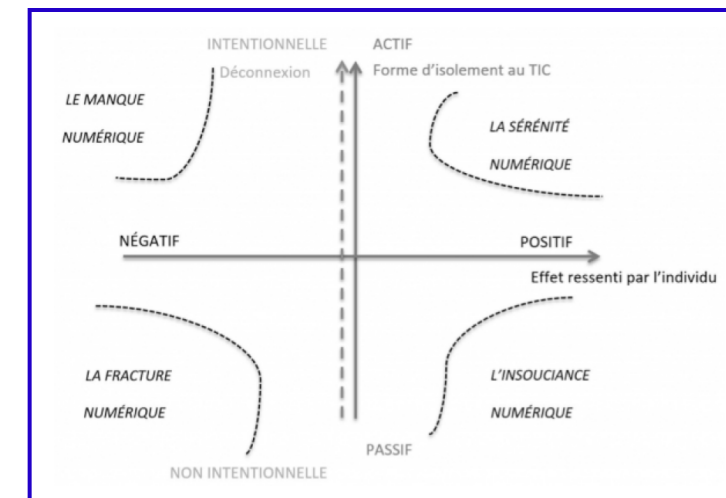 INTENTIONNELLE
ACTIF
Déconnexion
Forme d'isolement au TIC
LE MANQUE
NUMÉRIQUE
LA SÉRÉNITÉ
NUMÉRIQUE
NÉGATIF
POSITIF
Effet ressenti par l'individu
LA FRACTURE
NUMÉRIQUE
L'INSOUCIANCE
NUMÉRIQUE
PASSIF
NON INTENTIONNELLE